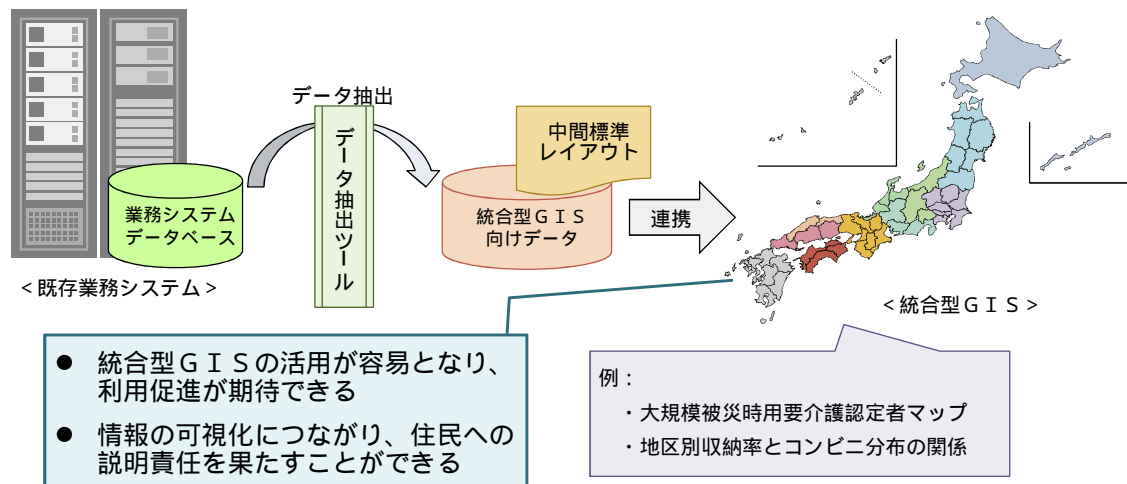 データ抽出
データ抽出ツール
中間標準
レイアウト
業務システム
データベース
統合型ＧＩＳ
向けデータ
連携
＜既存業務システム＞
＜統合型ＧＩＳ＞
● 統合型ＧＩＳの活用が容易となり、
利用促進が期待できる
● 情報の可視化につながり、住民への
説明責任を果たすことができる
例：
・大規模被災時用要介護認定者マップ
・地区別収納率とコンビニ分布の関係